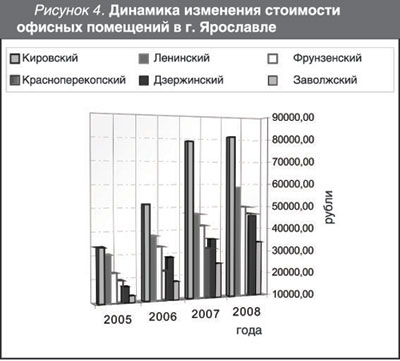 Рисунок 4. Динамика изменения стоимости
офисных помещений в г. Ярославле
Кировский Ленинский Фрунзенский
Красноперекопский Дзержинский Заволжский
90000,00
80000,00
70000,00
60000,00
50000,00
40000,00
30000,00
20000,00
10000,00
рубли
2005 2006 2007 2008
года